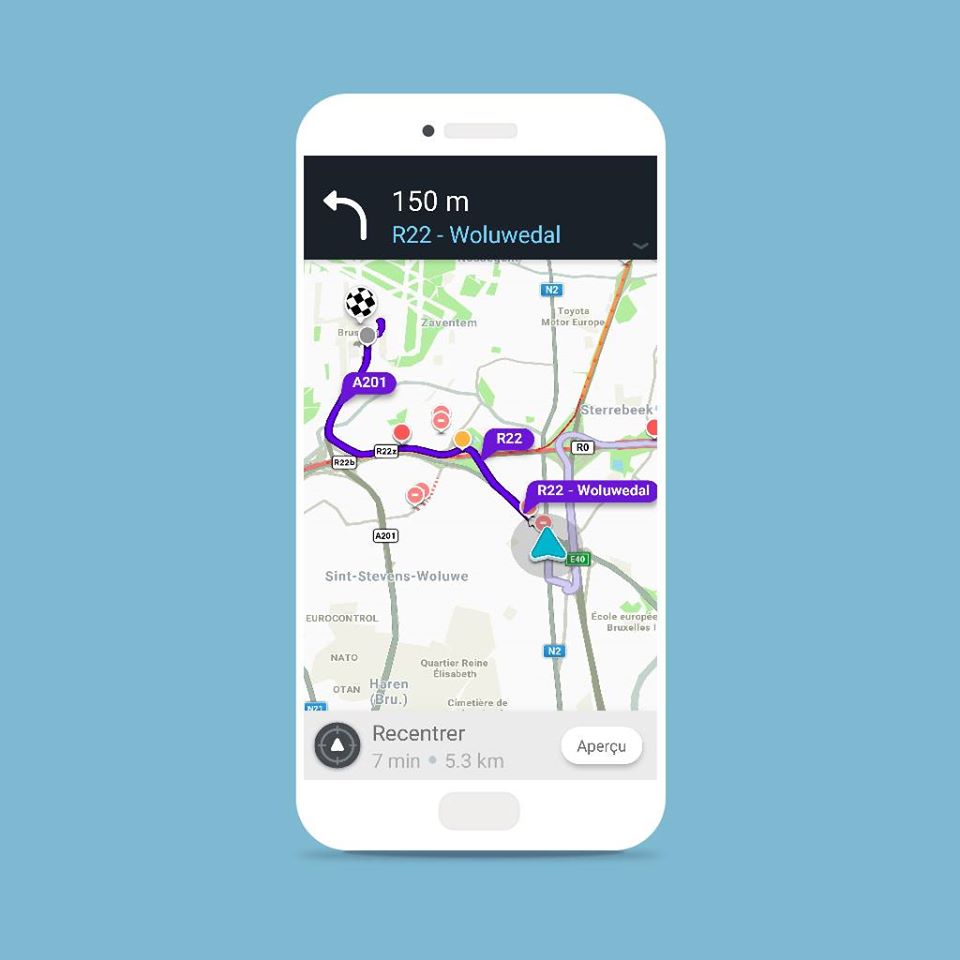 150 m
R22 - Woluwedal
N2
Toyota
Motor Europe
Zaventem
Brus
A201
Sterrebeek
R22
R0
R22z
R22b
R22 - Woluwedal
A201
E40
Sint-Stevens-Woluwe
EUROCONTROL
École europée
Bruxelles I
NATO
N2
Quartier Reine
Élisabeth
OTAN
Haren
(Bru.)
Cimetière de
N21
Recentrer
7 min • 5.3 km
Aperçu